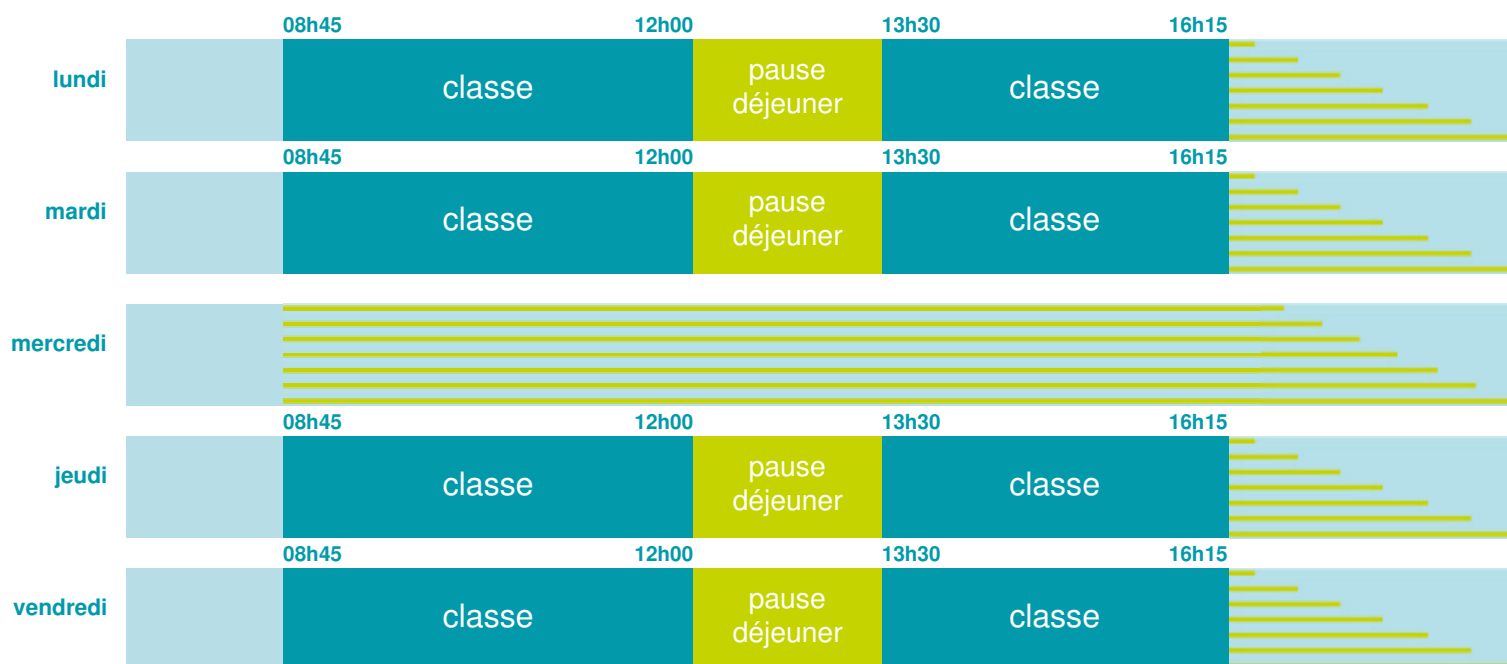 08h45 12h00 13h30 16h15
lundi
classe
pause
déjeuner
classe
08h45 12h00 13h30 16h15
mardi
classe
pause
déjeuner
classe
mercredi
08h45 12h00 13h30 16h15
jeudi
classe
pause
déjeuner
classe
08h45 12h00 13h30 16h15
vendredi
classe
pause
déjeuner
classe